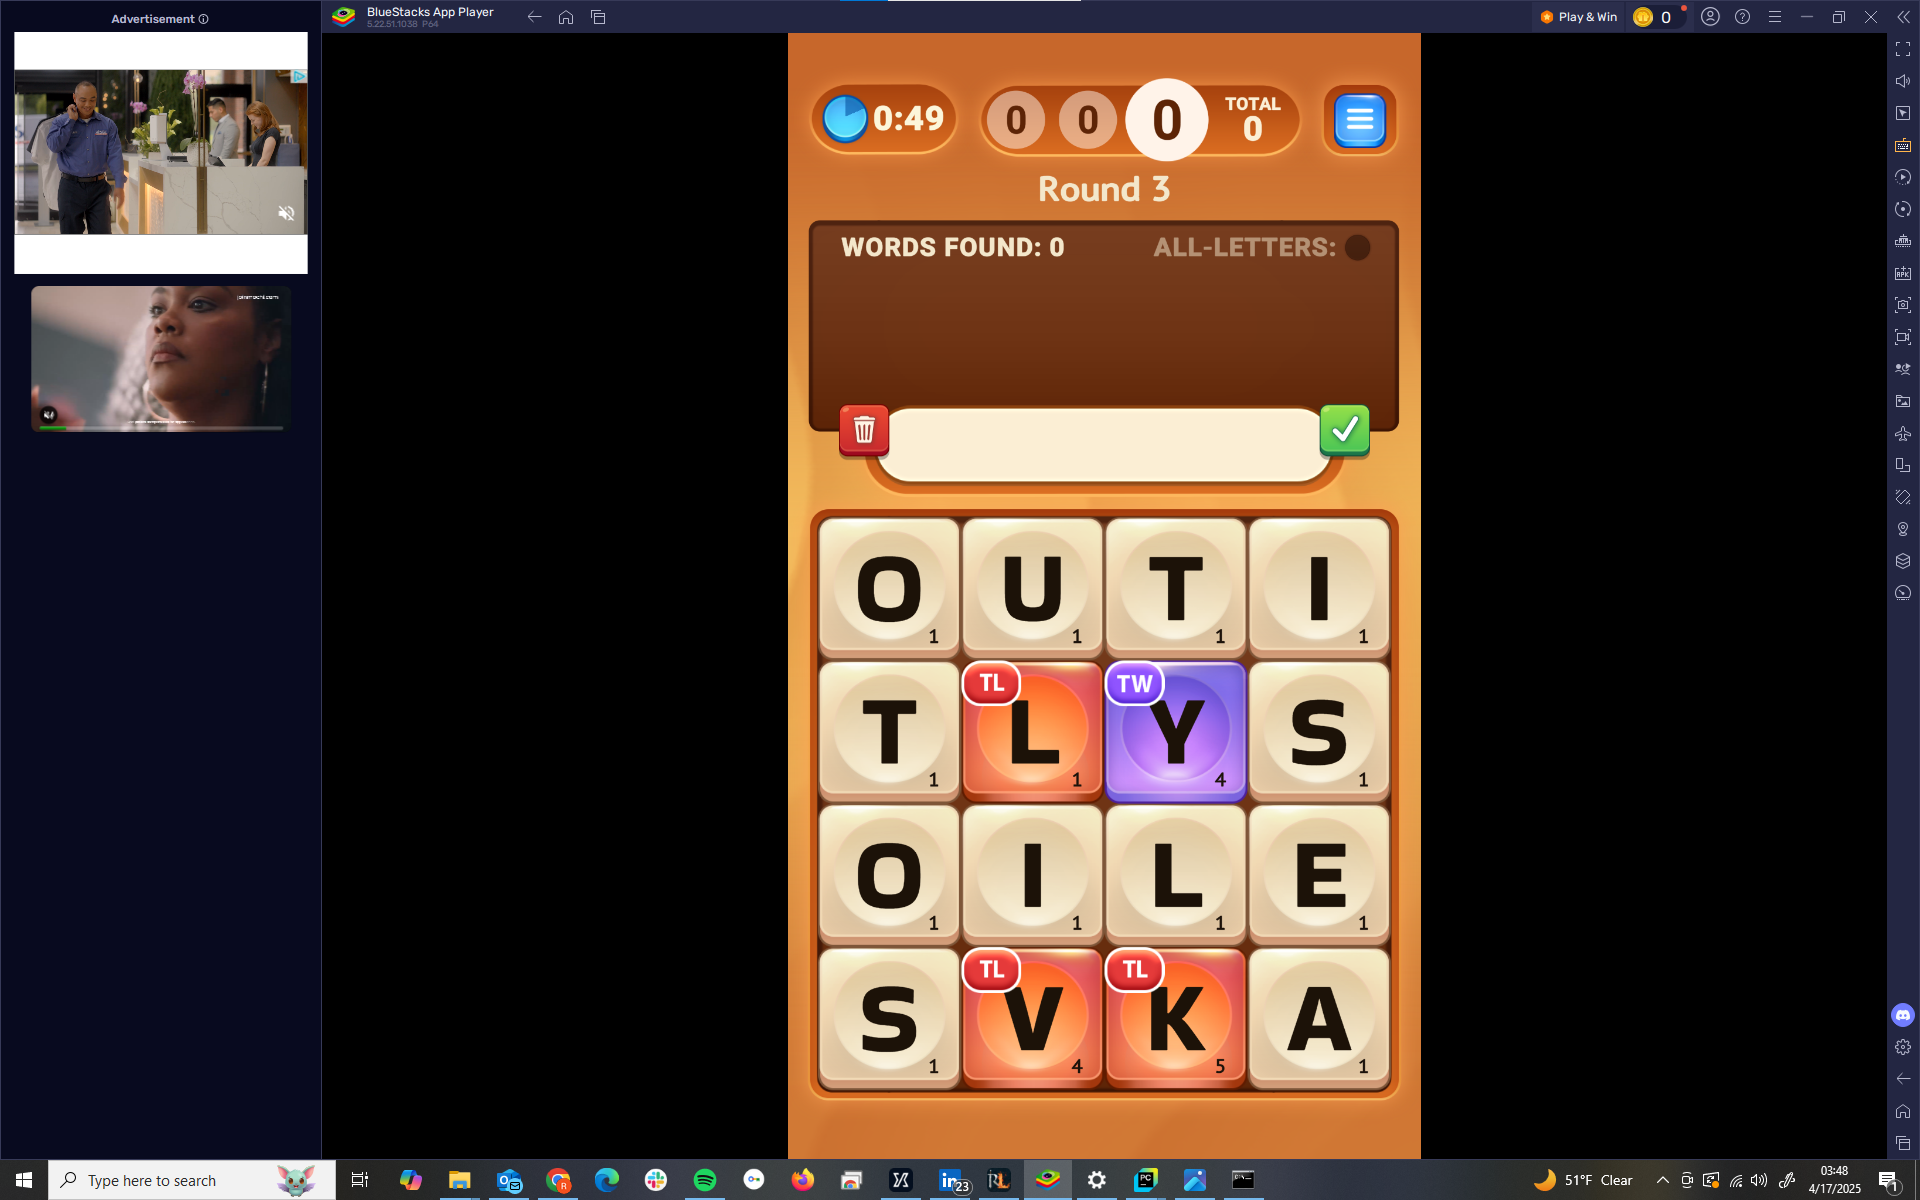 Advertisement
BlueStacks App Player
5.22.51.1038 P64
Play & Win
0
0:49
0 0 0
TOTAL
0
Round 3
WORDS FOUND: 0
ALL-LETTERS:
O 1 U 1 T 1 I 1
T 1 TL L 1 TW Y 4 S 1
O 1 I 1 L 1 E 1
S 1 TL V 4 TL K 5 A 1
Type here to search
23
PC
51°F Clear
03:48
4/17/2025
1